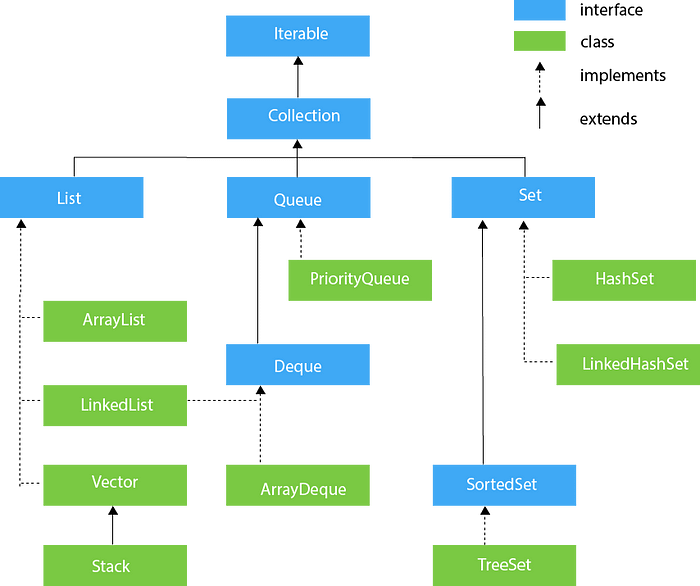 interface
Iterable
class
implements
Collection
extends
List
Queue
Set
PriorityQueue
HashSet
ArrayList
Deque
LinkedHashSet
LinkedList
Vector
ArrayDeque
SortedSet
Stack
TreeSet